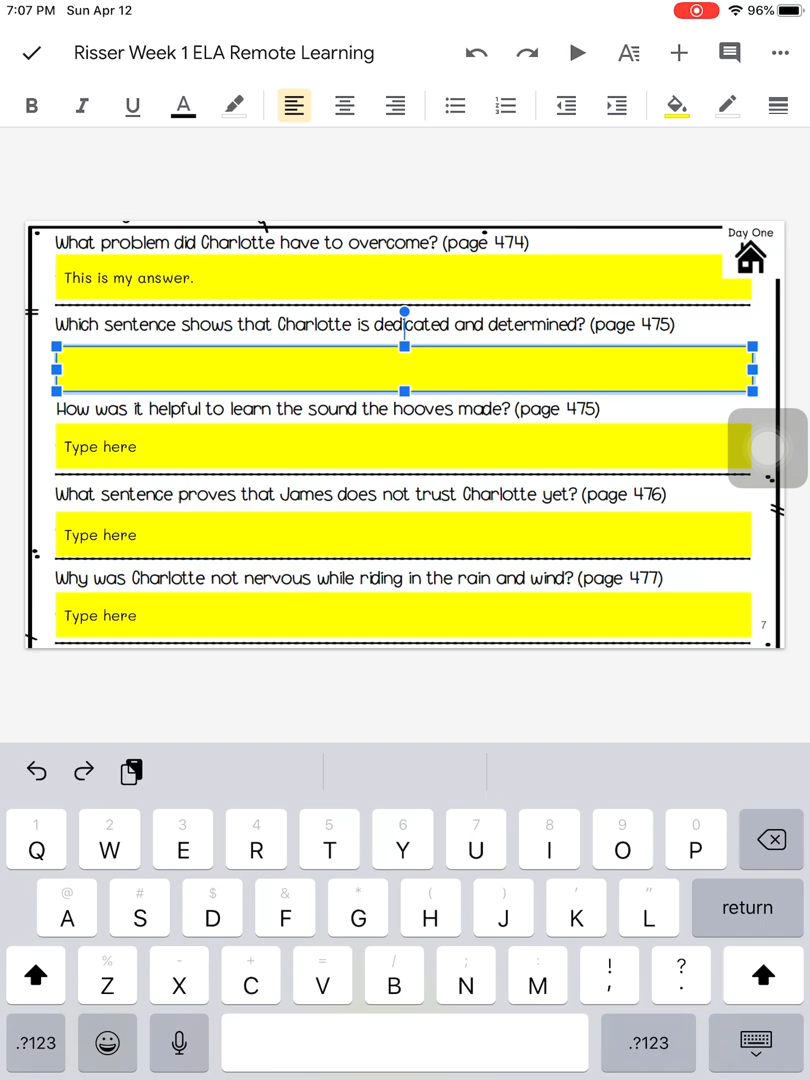 7:07 PM Sun Apr 12 96%
Risser Week 1 ELA Remote Learning
B I U A
Day One
What problem did Charlotte have to overcome? (page 474)
This is my answer.
Which sentence shows that Charlotte is dedicated and determined? (page 475)
How was it helpful to learn the sound the hooves made? (page 475)
Type here
What sentence proves that James does not trust Charlotte yet? (page 476)
Type here
Why was Charlotte not nervous while riding in the rain and wind? (page 477)
Type here
7
1 2 3 4 5 6 7 8 9 0
Q W E R T Y U I O P
@ # $ & * ( ) ' "
A S D F G H J K L return
% - + = / ; : ! ?
Z X C V B N M , .
.?123 .?123